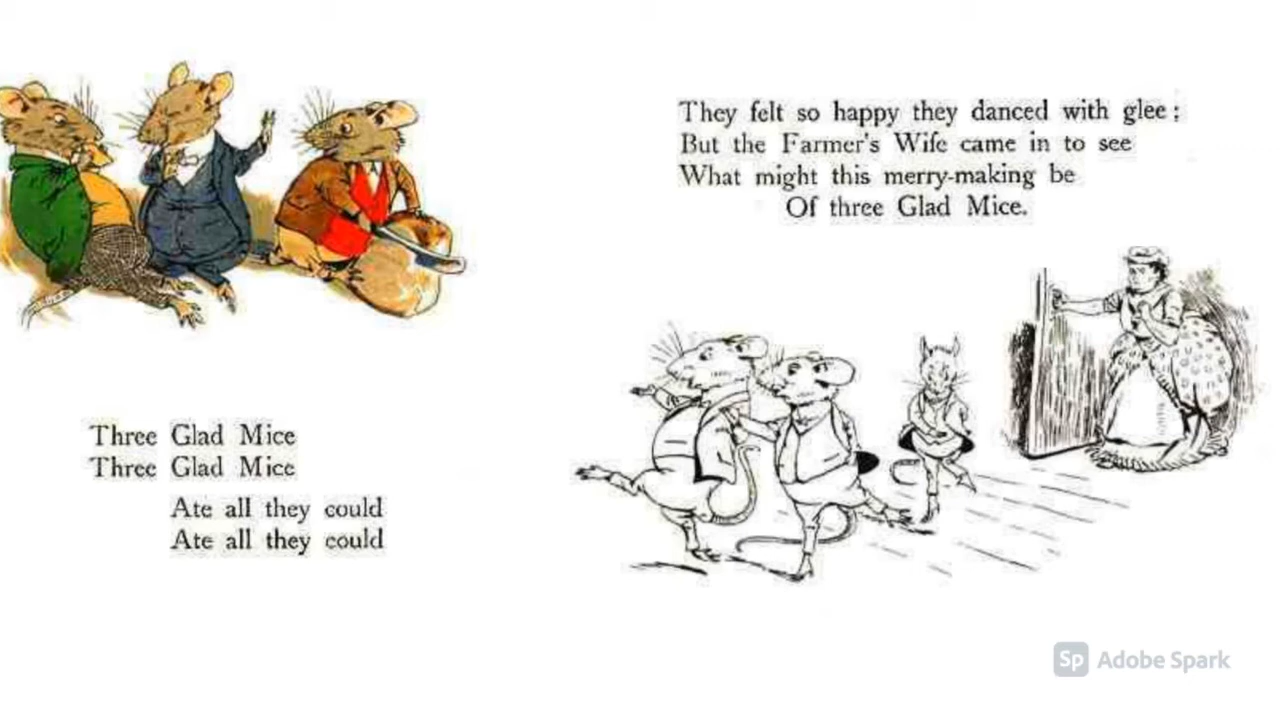 Three Glad Mice
Three Glad Mice
Ate all they could
Ate all they could
They felt so happy they danced with glee ;
But the Farmer's Wife came in to see
What might this merry-making be
Of three Glad Mice.
Sp Adobe Spark